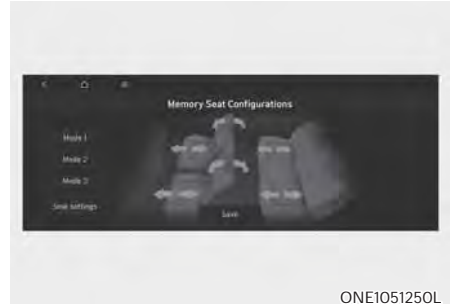 Memory Seat Configurations
Mode 1
Mode 2
Mode 3
Seat settings
Save
ONE1051250L